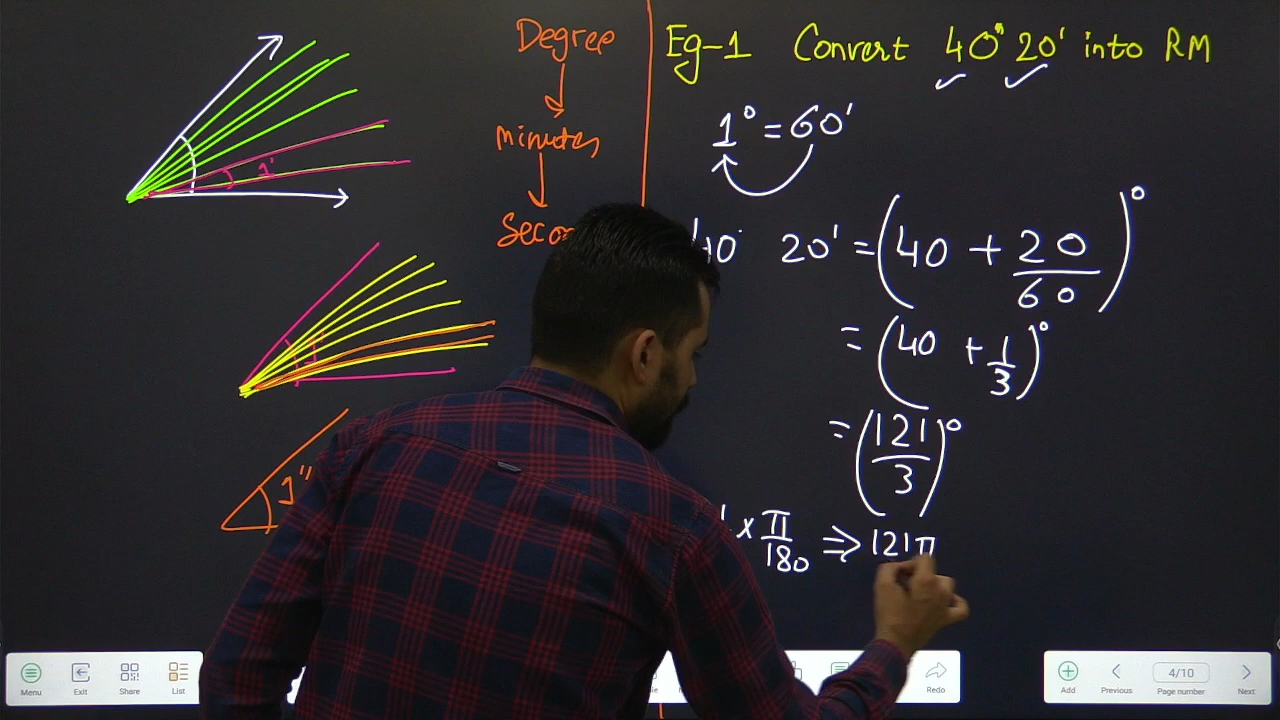 Degree
minutes
1'
1"
Eg-1 Convert 40° 20' into RM
1° = 60'
40° 20' = (40 + 20/60)°
= (40 + 1/3)°
= (121/3)°
× π/180 ⇒ 121π
Menu
Exit
Share
List
Redo
Add
Previous
4/10
Page number
Next